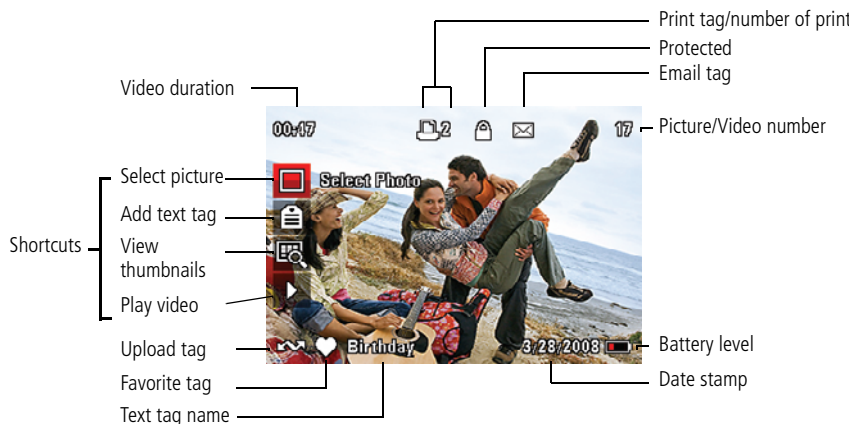 Print tag/number of print
Protected
Email tag
Video duration
00:17
2
17
Picture/Video number
Select picture
Select Photo
Add text tag
Shortcuts
View
thumbnails
Play video
Upload tag
Birthday
3/28/2008
Battery level
Favorite tag
Date stamp
Text tag name